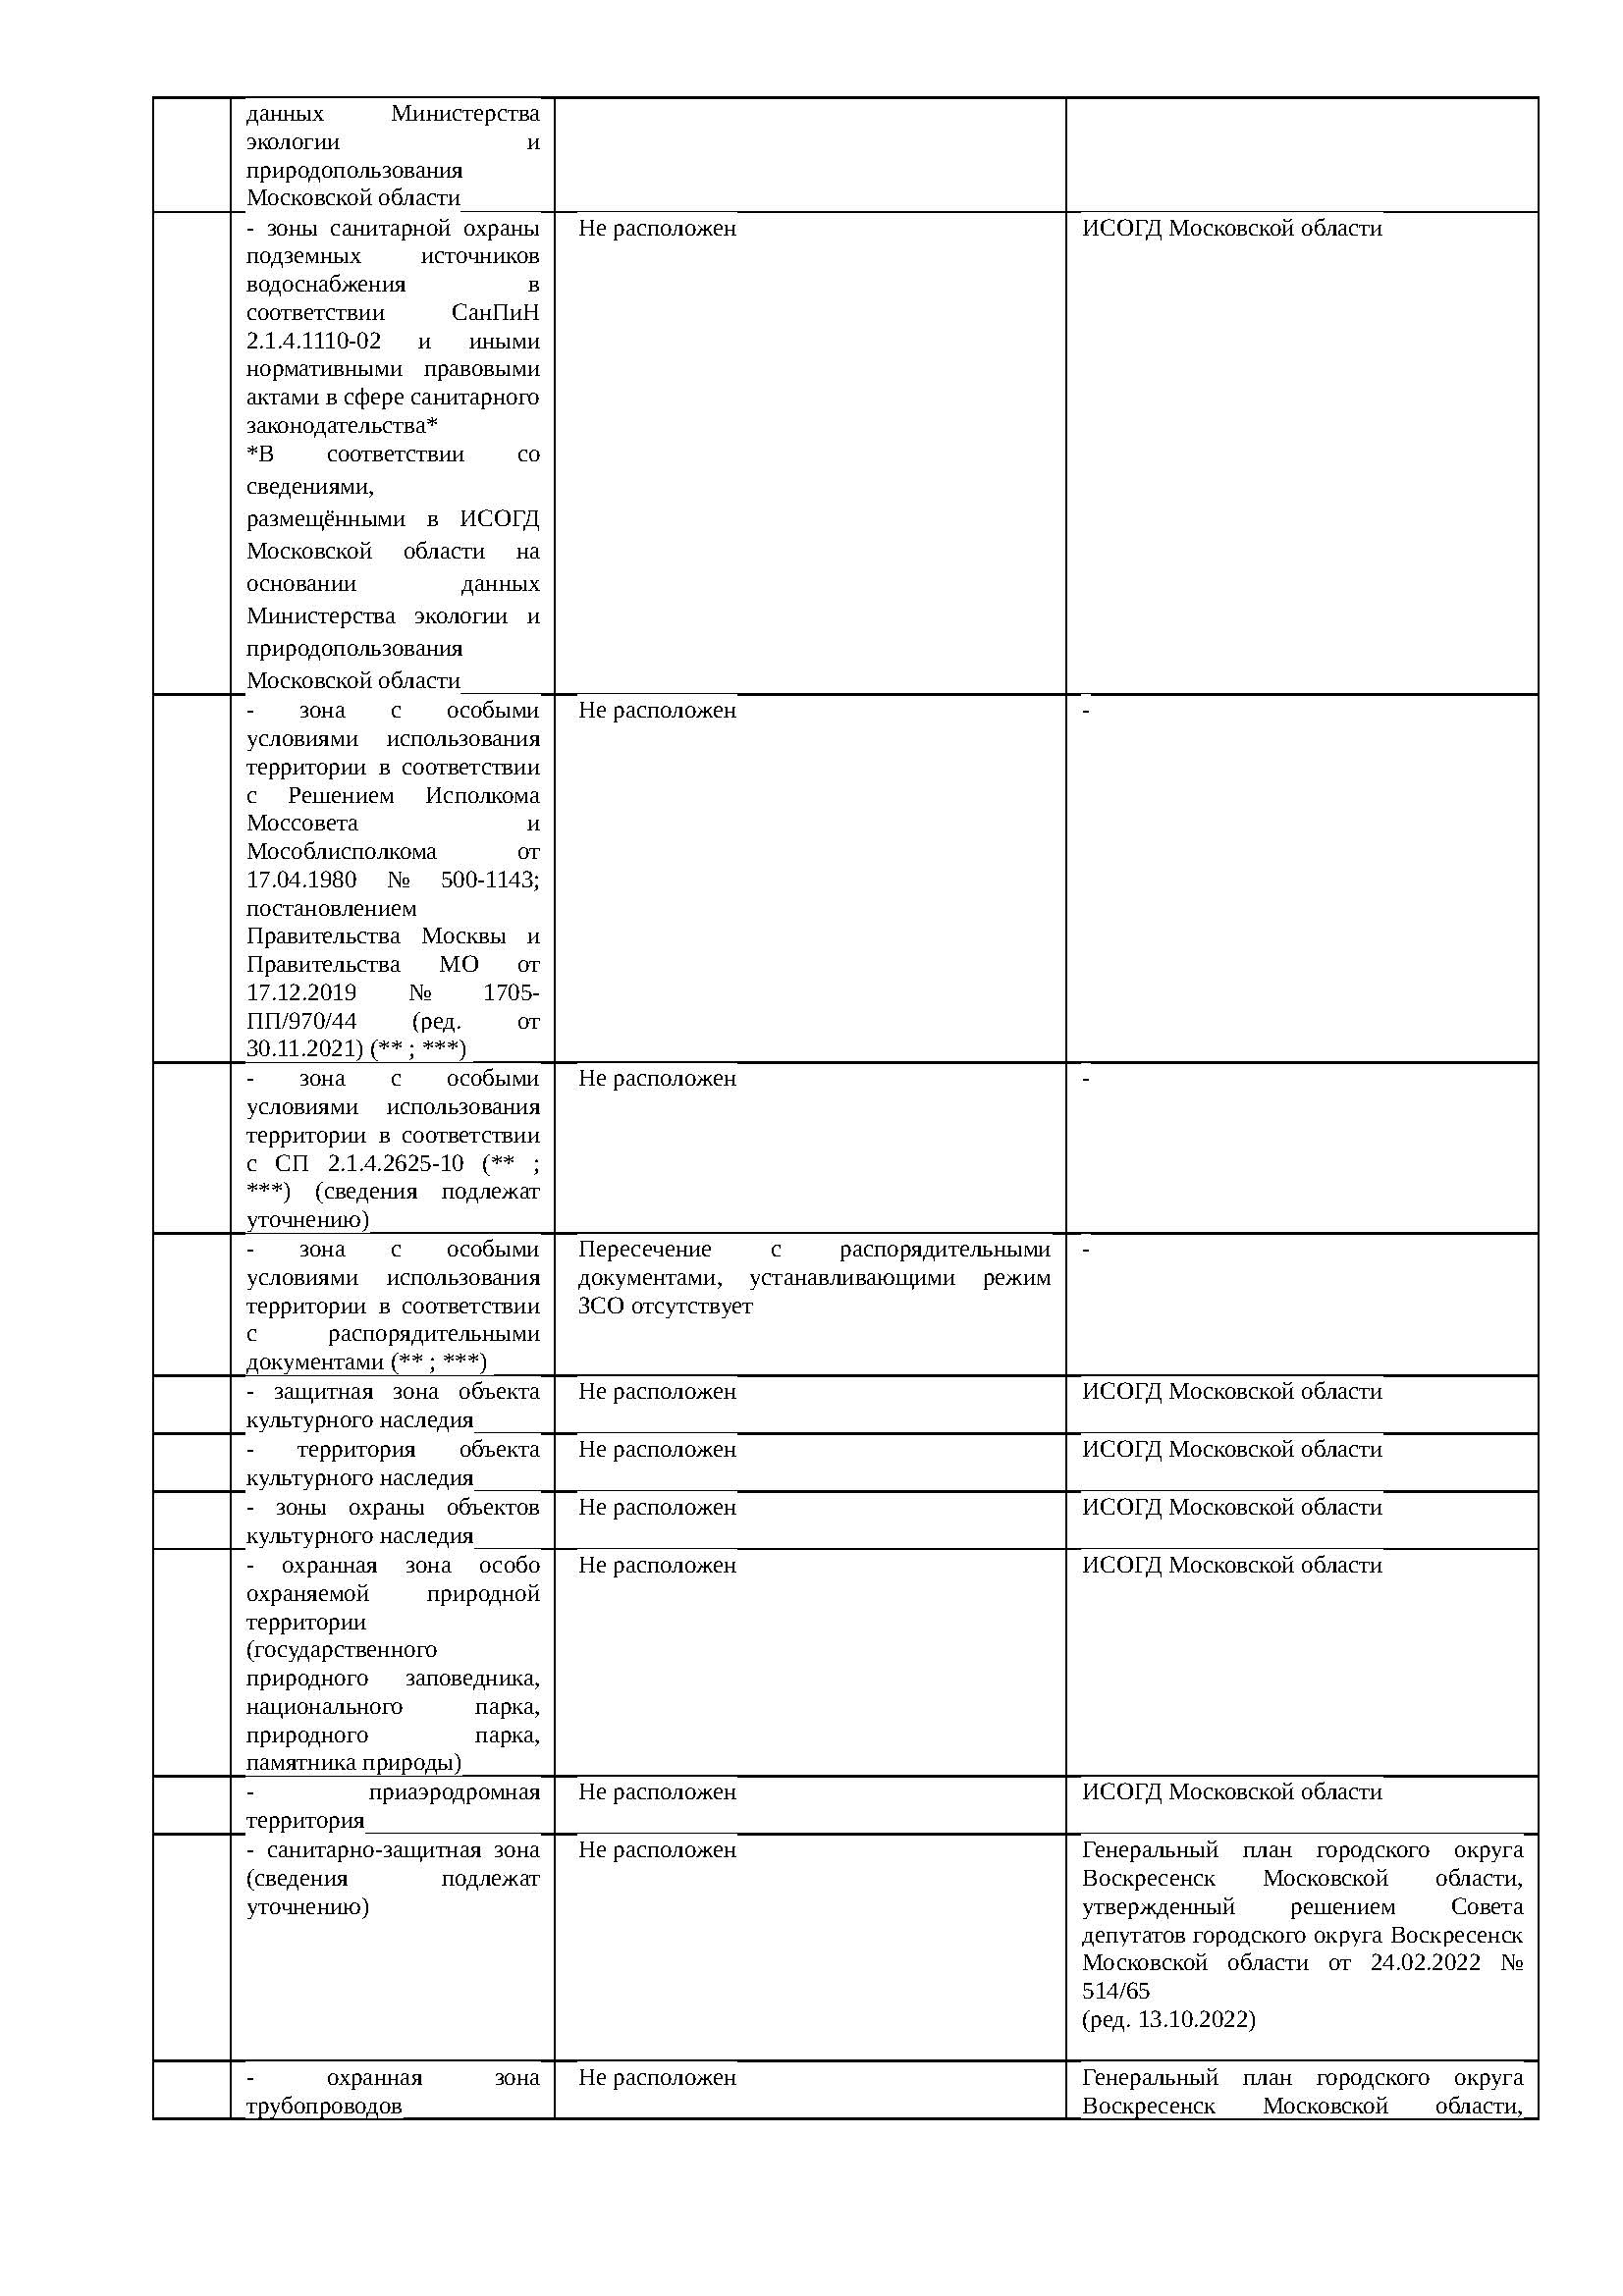 данных Министерства
экологии и
природопользования
Московской области
- зоны санитарной охраны
подземных источников
водоснабжения в
соответствии СанПиН
2.1.4.1110-02 и иными
нормативными правовыми
актами в сфере санитарного
законодательства*
*В соответствии со
сведениями,
размещёнными в ИСОГД
Московской области на
основании данных
Министерства экологии и
природопользования
Московской области
Не расположен
ИСОГД Московской области
- зона с особыми
условиями использования
территории в соответствии
с Решением Исполкома
Моссовета и
Мособлисполкома от
17.04.1980 № 500-1143;
постановлением
Правительства Москвы и
Правительства МО от
17.12.2019 № 1705-
ПП/970/44 (ред. от
30.11.2021) (** ; ***)
Не расположен
-
- зона с особыми
условиями использования
территории в соответствии
с СП 2.1.4.2625-10 (** ;
***) (сведения подлежат
уточнению)
Не расположен
-
- зона с особыми
условиями использования
территории в соответствии
с распорядительными
документами (** ; ***)
Пересечение с распорядительными
документами, устанавливающими режим
ЗСО отсутствует
-
- защитная зона объекта
культурного наследия
Не расположен
ИСОГД Московской области
- территория объекта
культурного наследия
Не расположен
ИСОГД Московской области
- зоны охраны объектов
культурного наследия
Не расположен
ИСОГД Московской области
- охранная зона особо
охраняемой природной
территории
(государственного
природного заповедника,
национального парка,
природного парка,
памятника природы)
Не расположен
ИСОГД Московской области
- приаэродромная
территория
Не расположен
ИСОГД Московской области
- санитарно-защитная зона
(сведения подлежат
уточнению)
Не расположен
Генеральный план городского округа
Воскресенск Московской области,
утвержденный решением Совета
депутатов городского округа Воскресенск
Московской области от 24.02.2022 №
514/65
(ред. 13.10.2022)
- охранная зона
трубопроводов
Не расположен
Генеральный план городского округа
Воскресенск Московской области,